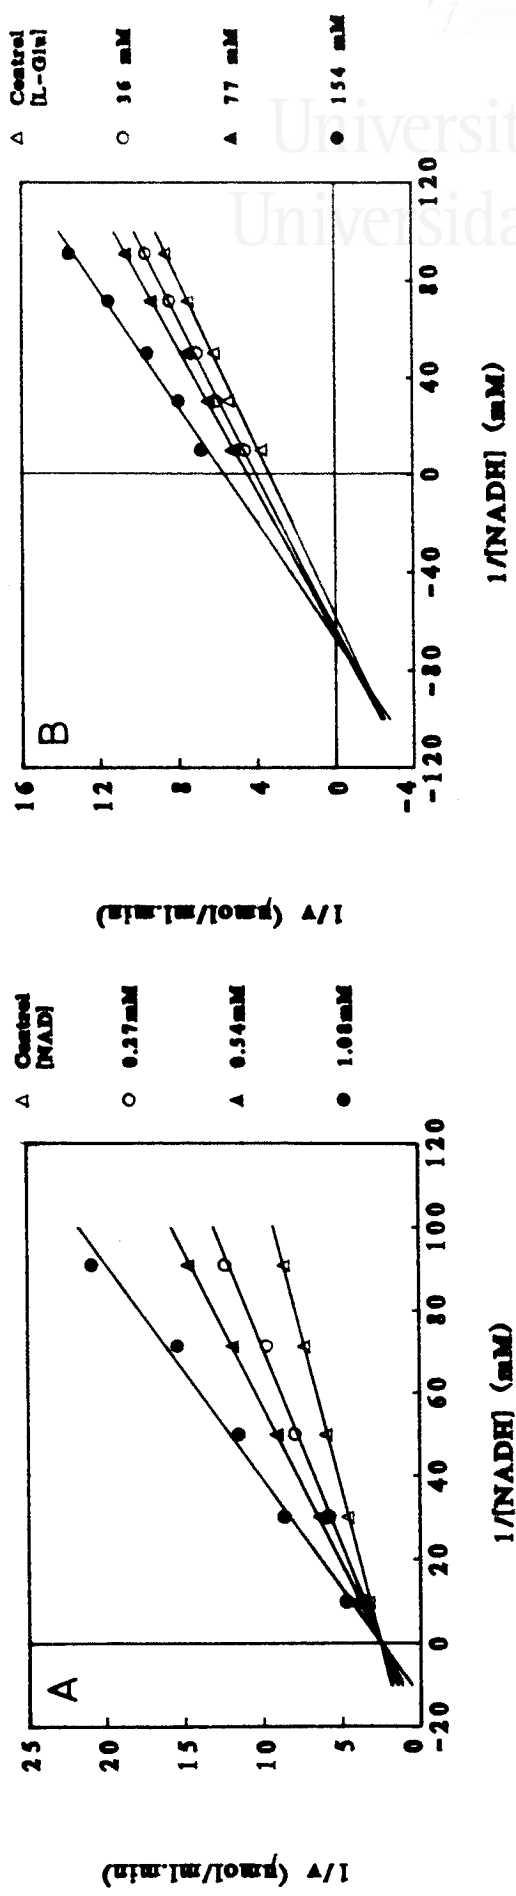 A
1/v (µmol/ml.min)
25
20
15
10
5
0
-20
0
20
40
60
80
100
120
1/[NADH] (mM)
△ Control
[NAD]
○ 0.27mM
▲ 0.54mM
● 1.08mM
B
1/v (µmol/ml.min)
16
12
8
4
0
-4
-120
-80
-40
0
40
80
120
1/[NADH] (mM)
△ Control
[L-Glu]
○ 36 mM
▲ 77 mM
● 154 mM
Universit
Universida